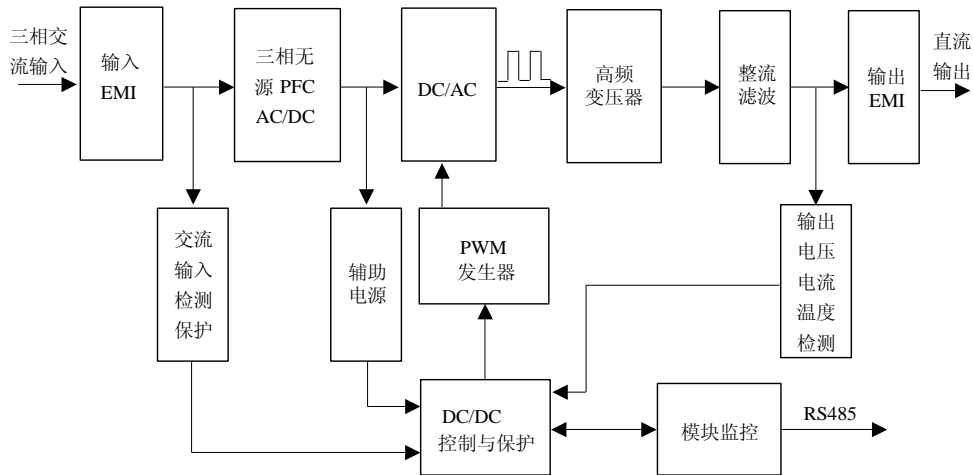 三相交
流输入
输入
EMI
三相无
源 PFC
AC/DC
DC/AC
高频
变压器
整流
滤波
输出
EMI
直流
输出
交流
输入
检测
保护
辅助
电源
PWM
发生器
输出
电压
电流
温度
检测
DC/DC
控制与保护
模块监控
RS485